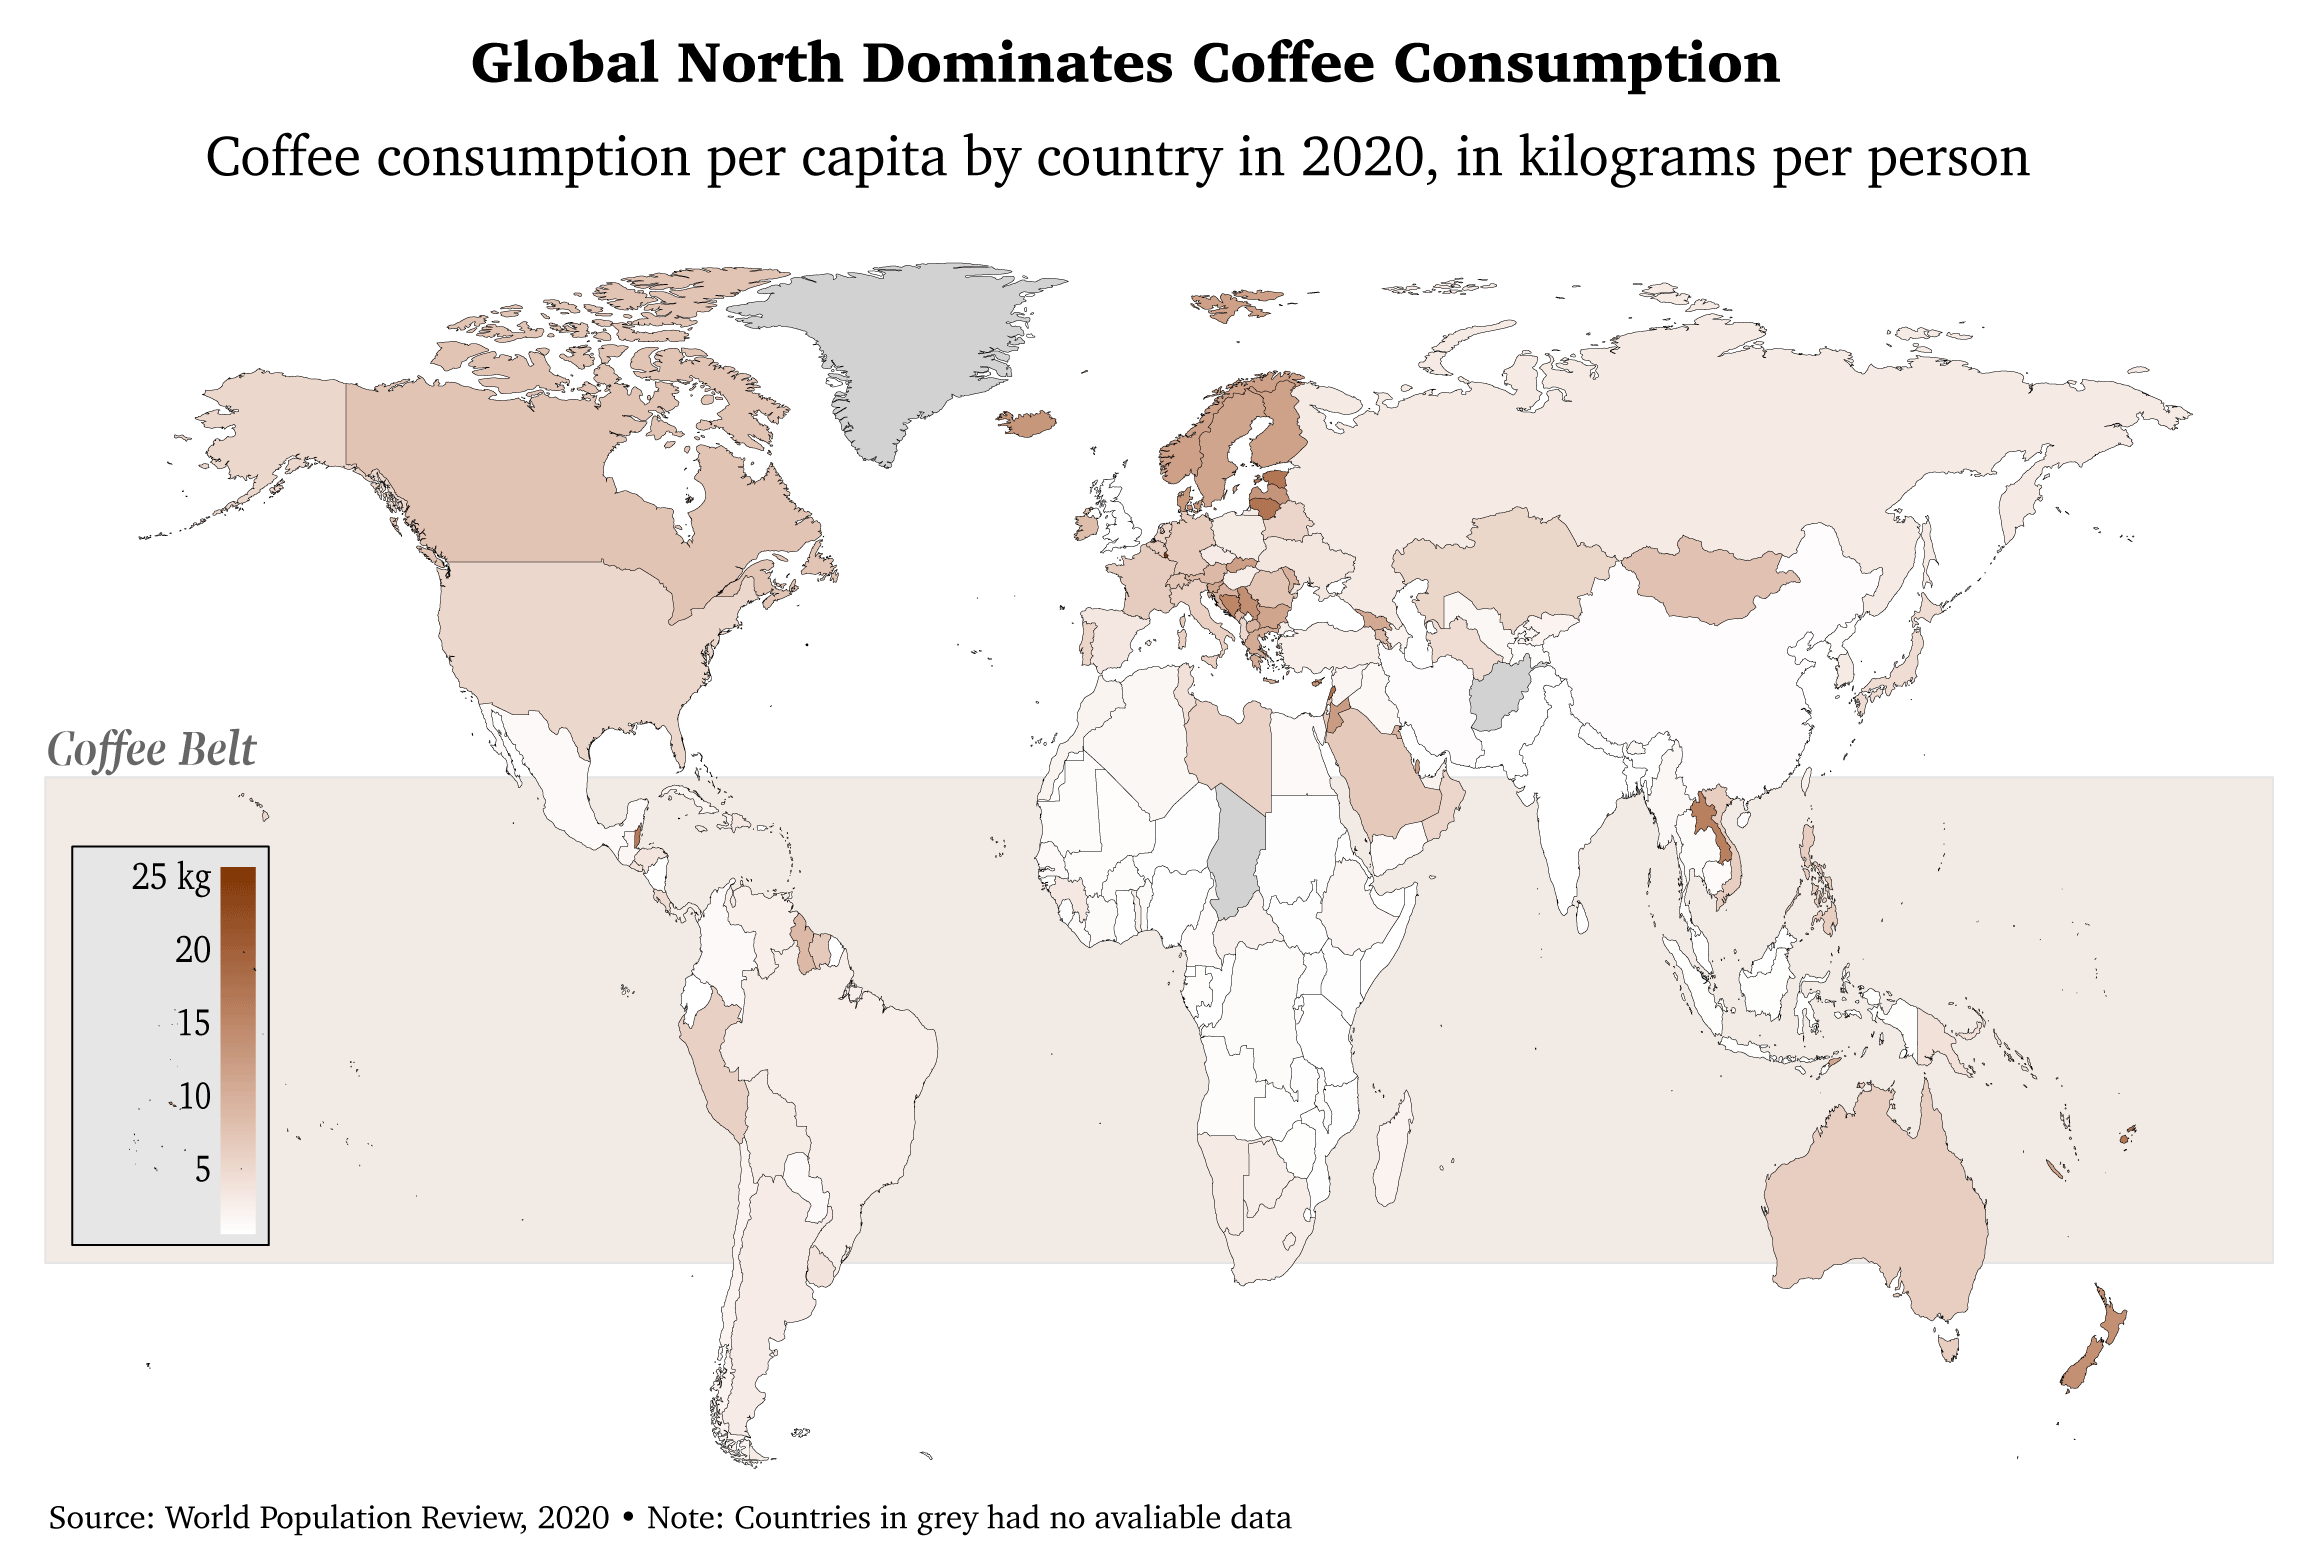 Global North Dominates Coffee Consumption
Coffee consumption per capita by country in 2020, in kilograms per person
Coffee Belt
25 kg
20
15
10
5
Source: World Population Review, 2020 • Note: Countries in grey had no avaliable data